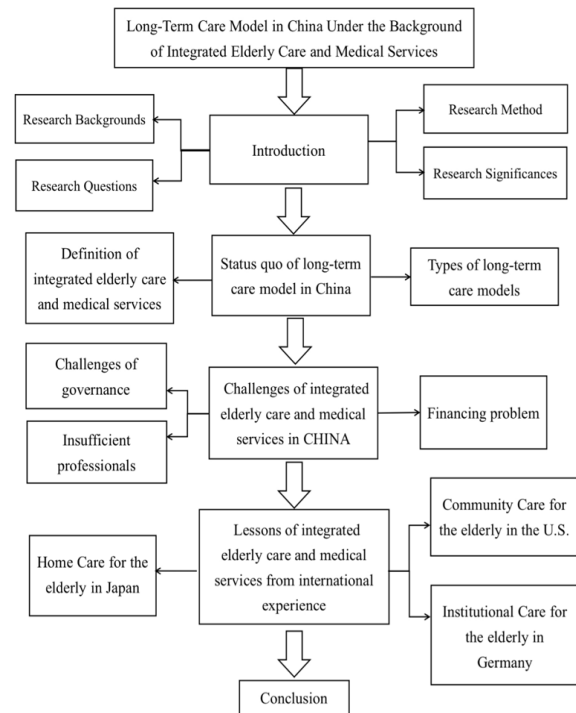 Long-Term Care Model in China Under the Background
of Integrated Elderly Care and Medical Services
Research Backgrounds
Research Questions
Introduction
Research Method
Research Significances
Definition of
integrated elderly care
and medical services
Status quo of long-term
care model in China
Types of long-term
care models
Challenges of
governance
Insufficient
professionals
Challenges of integrated
elderly care and medical
services in CHINA
Financing problem
Home Care for the
elderly in Japan
Lessons of integrated
elderly care and medical
services from international
experience
Community Care for
the elderly in the U.S.
Institutional Care for
the elderly in
Germany
Conclusion